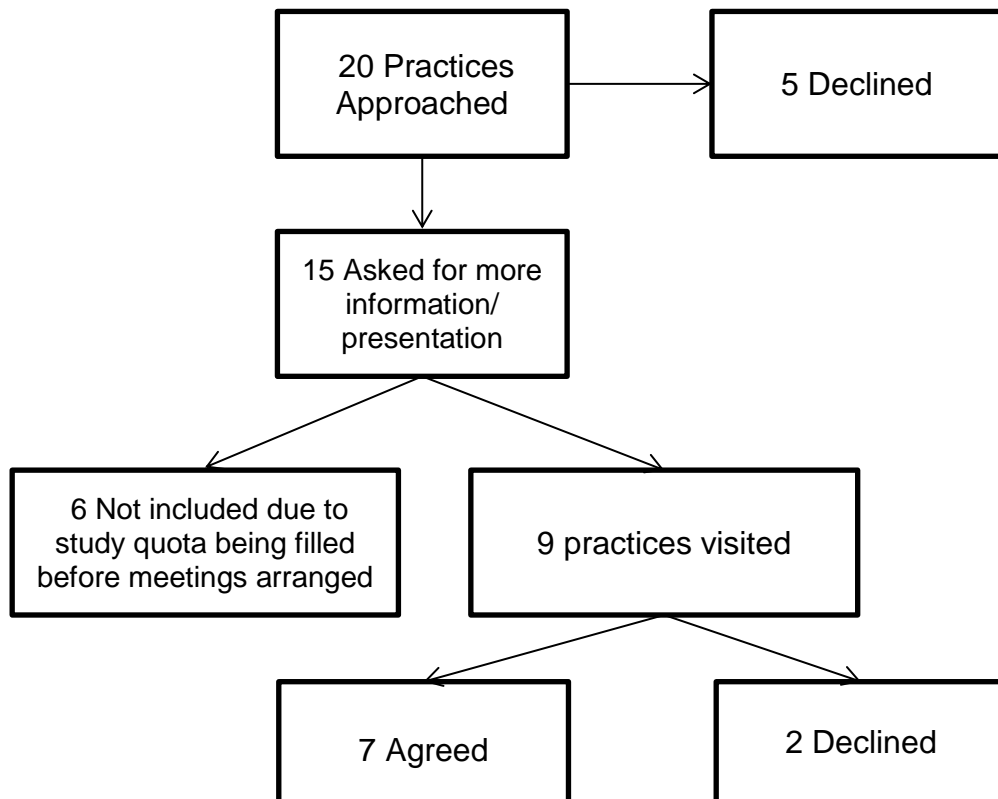 20 Practices
Approached
5 Declined
15 Asked for more
information/
presentation
6 Not included due to
study quota being filled
before meetings arranged
9 practices visited
7 Agreed
2 Declined